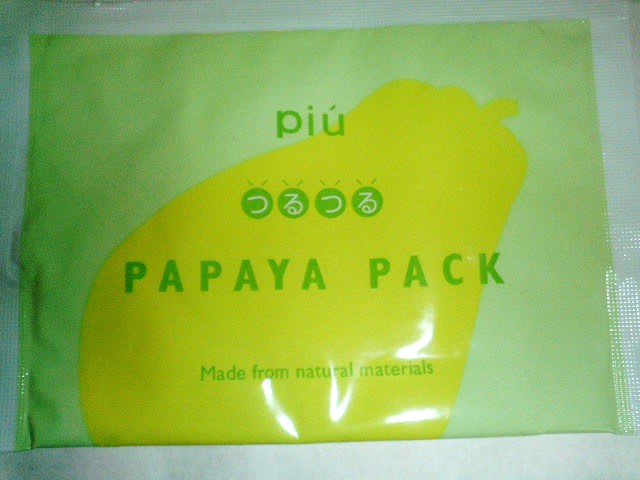 piú
つるつる
PAPAYA PACK
Made from natural materials